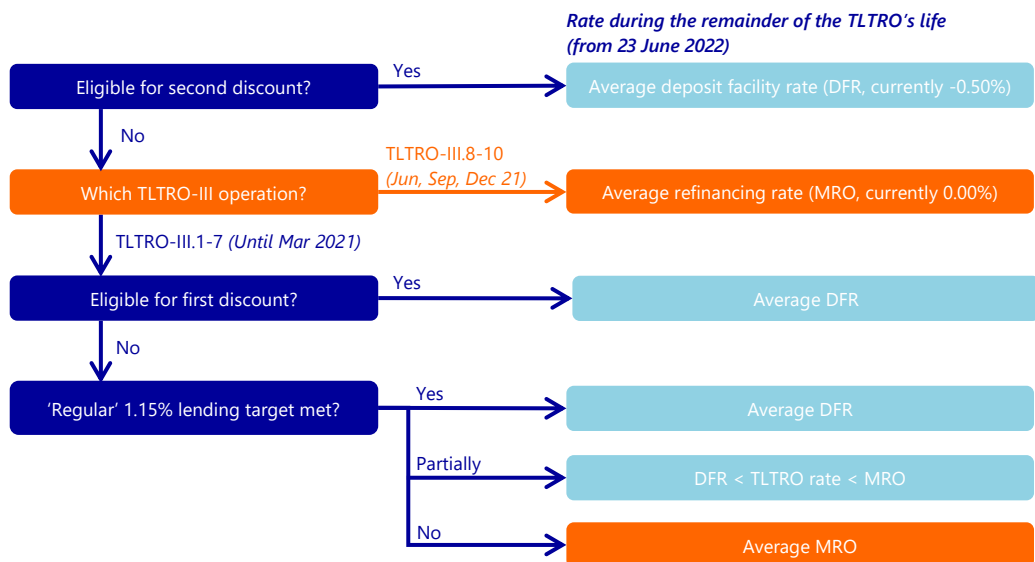 Rate during the remainder of the TLTRO's life
(from 23 June 2022)
Eligible for second discount?
Yes
Average deposit facility rate (DFR, currently -0.50%)
No
TLTRO-III.8-10
(Jun, Sep, Dec 21)
Which TLTRO-III operation?
Average refinancing rate (MRO, currently 0.00%)
TLTRO-III.1-7 (Until Mar 2021)
Eligible for first discount?
Yes
Average DFR
No
'Regular' 1.15% lending target met?
Yes
Average DFR
Partially
DFR < TLTRO rate < MRO
No
Average MRO